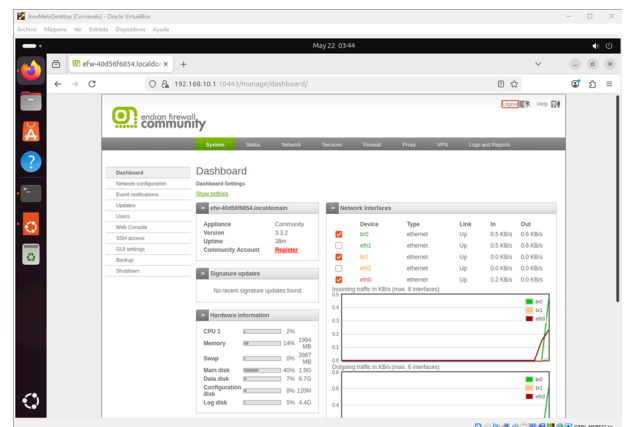 JoseMeloDesktop [Corriendo] - Oracle VirtualBox
Archivo Máquina Ver Entrada Dispositivos Ayuda
May 22 03:44
efw-40d56f6854.localdor
192.168.10.1:10443/manage/dashboard/
endian firewall
community
Logout Help
System Status Network Services Firewall Proxy VPN Logs and Reports
Dashboard
Network configuration
Event notifications
Updates
Users
Web Console
SSH access
GUI settings
Backup
Shutdown
Dashboard
Dashboard Settings
Show settings
efw-40d56f6854.localdomain
Appliance Community
Version 3.3.2
Uptime 38m
Community Account Register
Signature updates
No recent signature updates found
Hardware information
CPU 1 2%
Memory 14% 1994 MB
Swap 0% 3987 MB
Main disk 40% 1.8G
Data disk 7% 6.7G
Configuration disk 8% 120M
Log disk 5% 4.4G
Network Interfaces
Device Type Link In Out
br0 ethernet Up 0.5 KB/s 0.6 KB/s
eth1 ethernet Up 0.5 KB/s 0.6 KB/s
br1 ethernet Up 0.0 KB/s 0.0 KB/s
eth2 ethernet Up 0.0 KB/s 0.0 KB/s
eth0 ethernet Up 0.2 KB/s 0.0 KB/s
Incoming traffic in KB/s (max. 6 interfaces)
0.5
0.4
0.3
0.2
0.1
0.0
br0
br1
eth0
Outgoing traffic in KB/s (max. 6 interfaces)
0.8
0.6
0.4
br0
br1
eth0